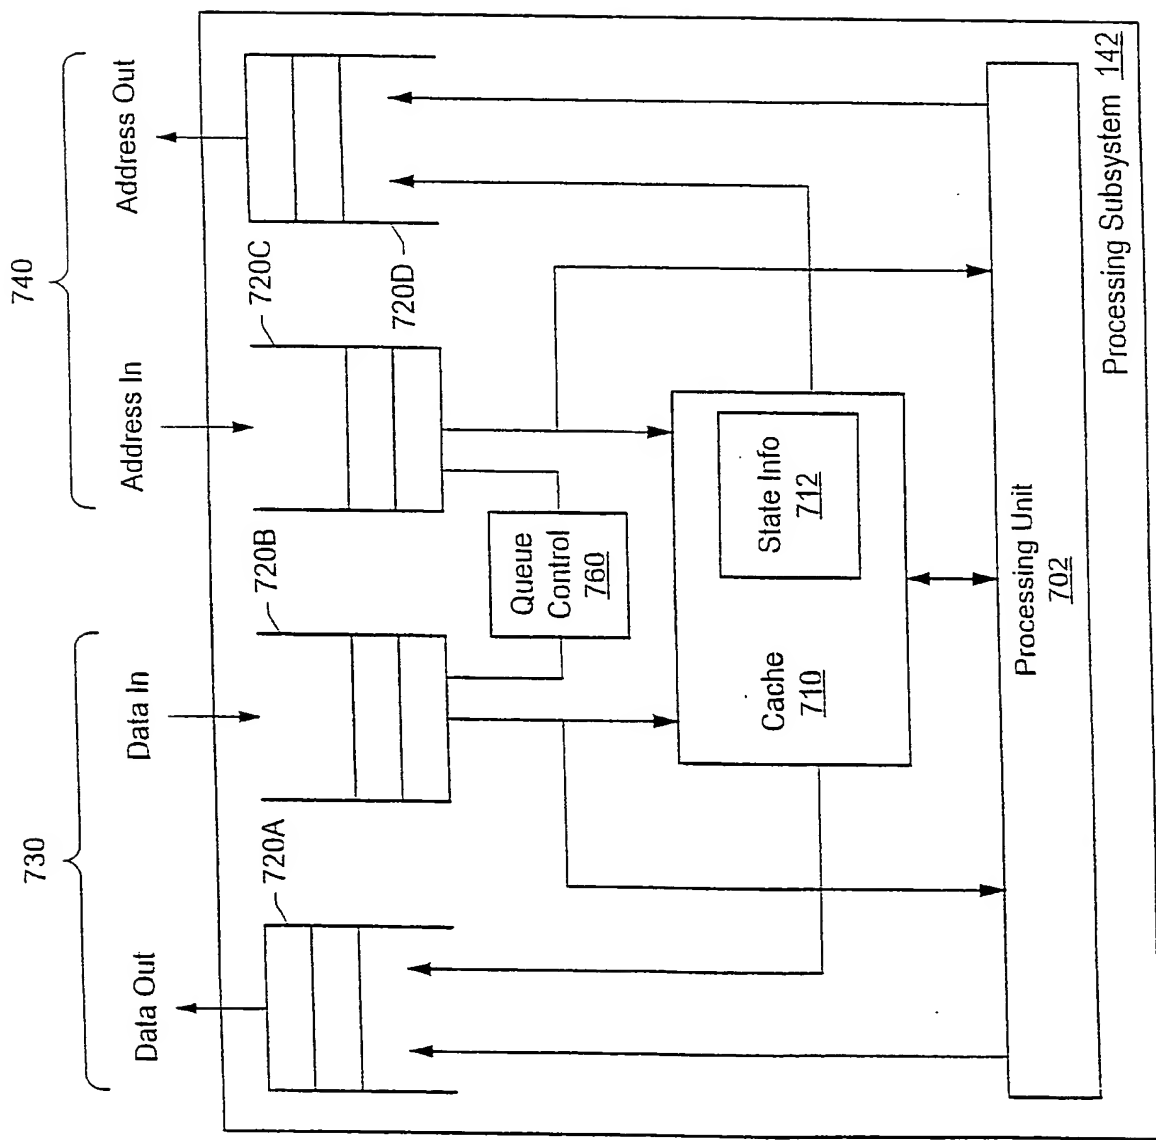 730
740
Data Out
Data In
Address In
Address Out
720A
720B
720C
720D
Queue
Control
760
Cache
710
State Info
712
Processing Unit
702
Processing Subsystem 142